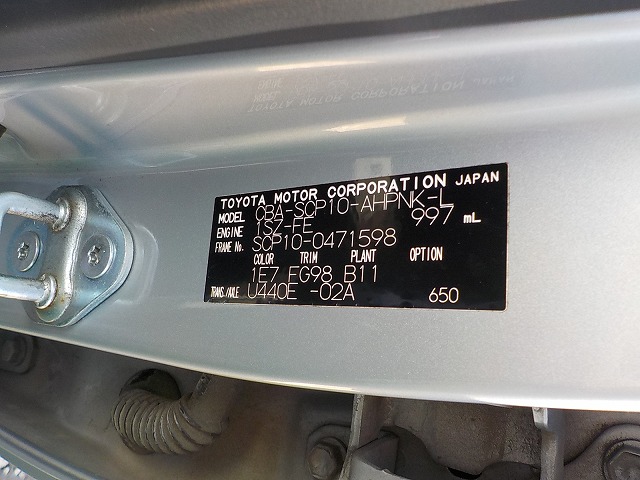 TOYOTA MOTOR CORPORATION JAPAN
MODEL CBA-SCP10-AHPNK-L
ENGINE 1SZ-FE 997 mL
FRAME No. SCP10-0471598
COLOR TRIM PLANT OPTION
1E7 FG98 B11
TRANS./AXLE U440E -02A 650